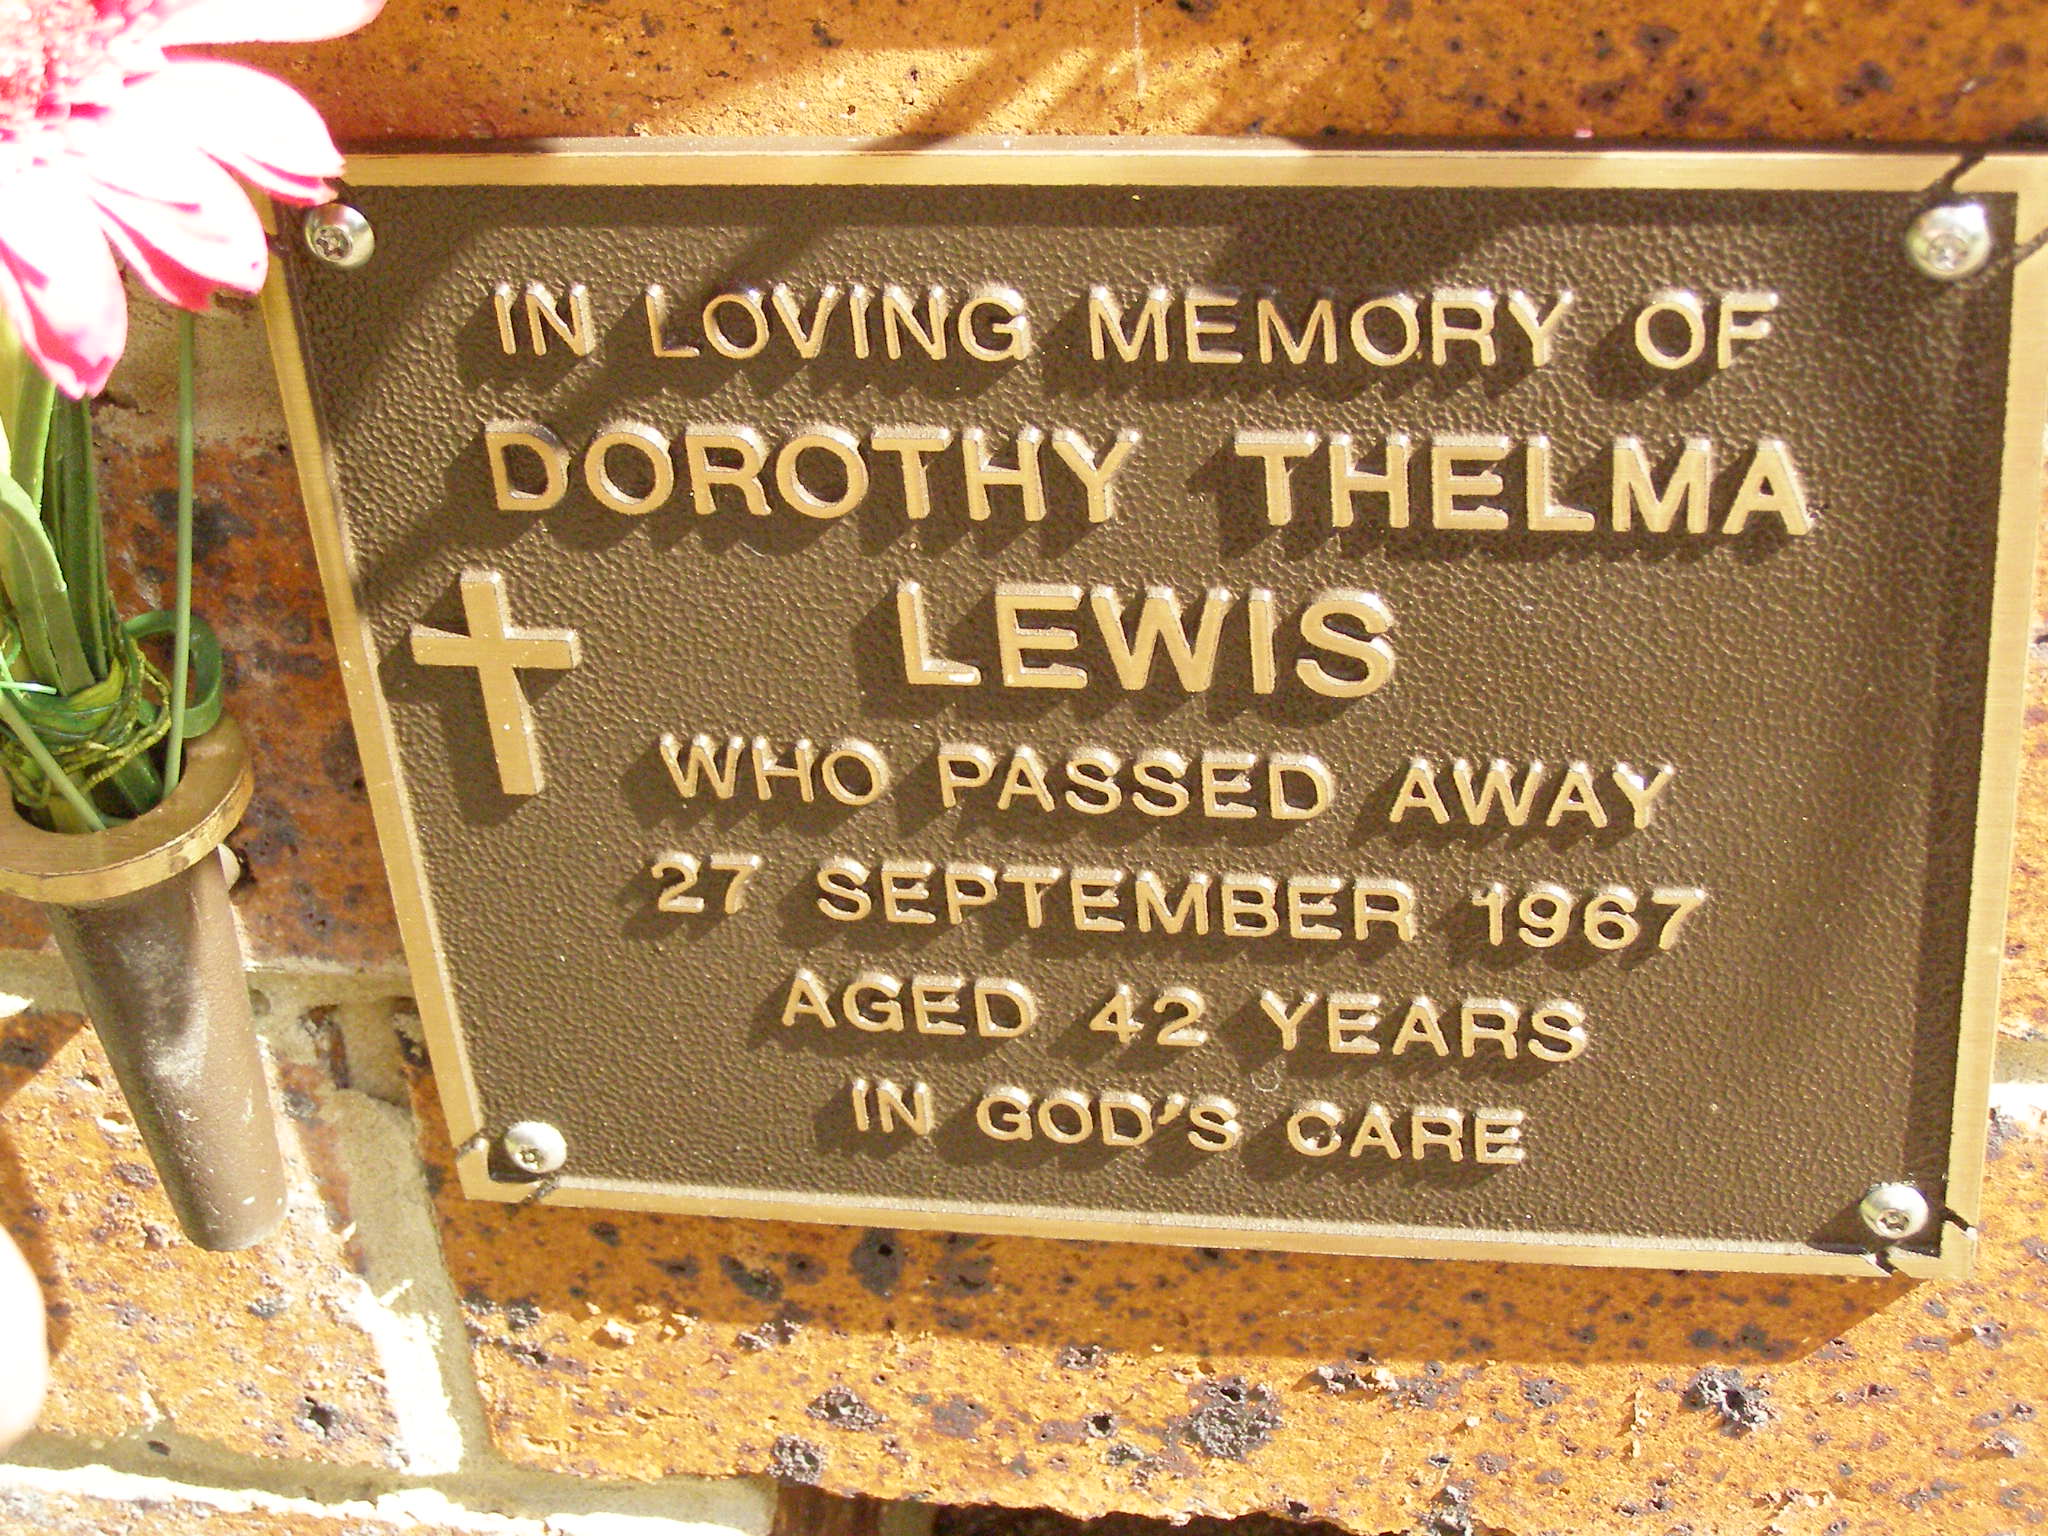 IN LOVING MEMORY OF
DOROTHY THELMA
LEWIS
WHO PASSED AWAY
27 SEPTEMBER 1967
AGED 42 YEARS
IN GOD'S CARE